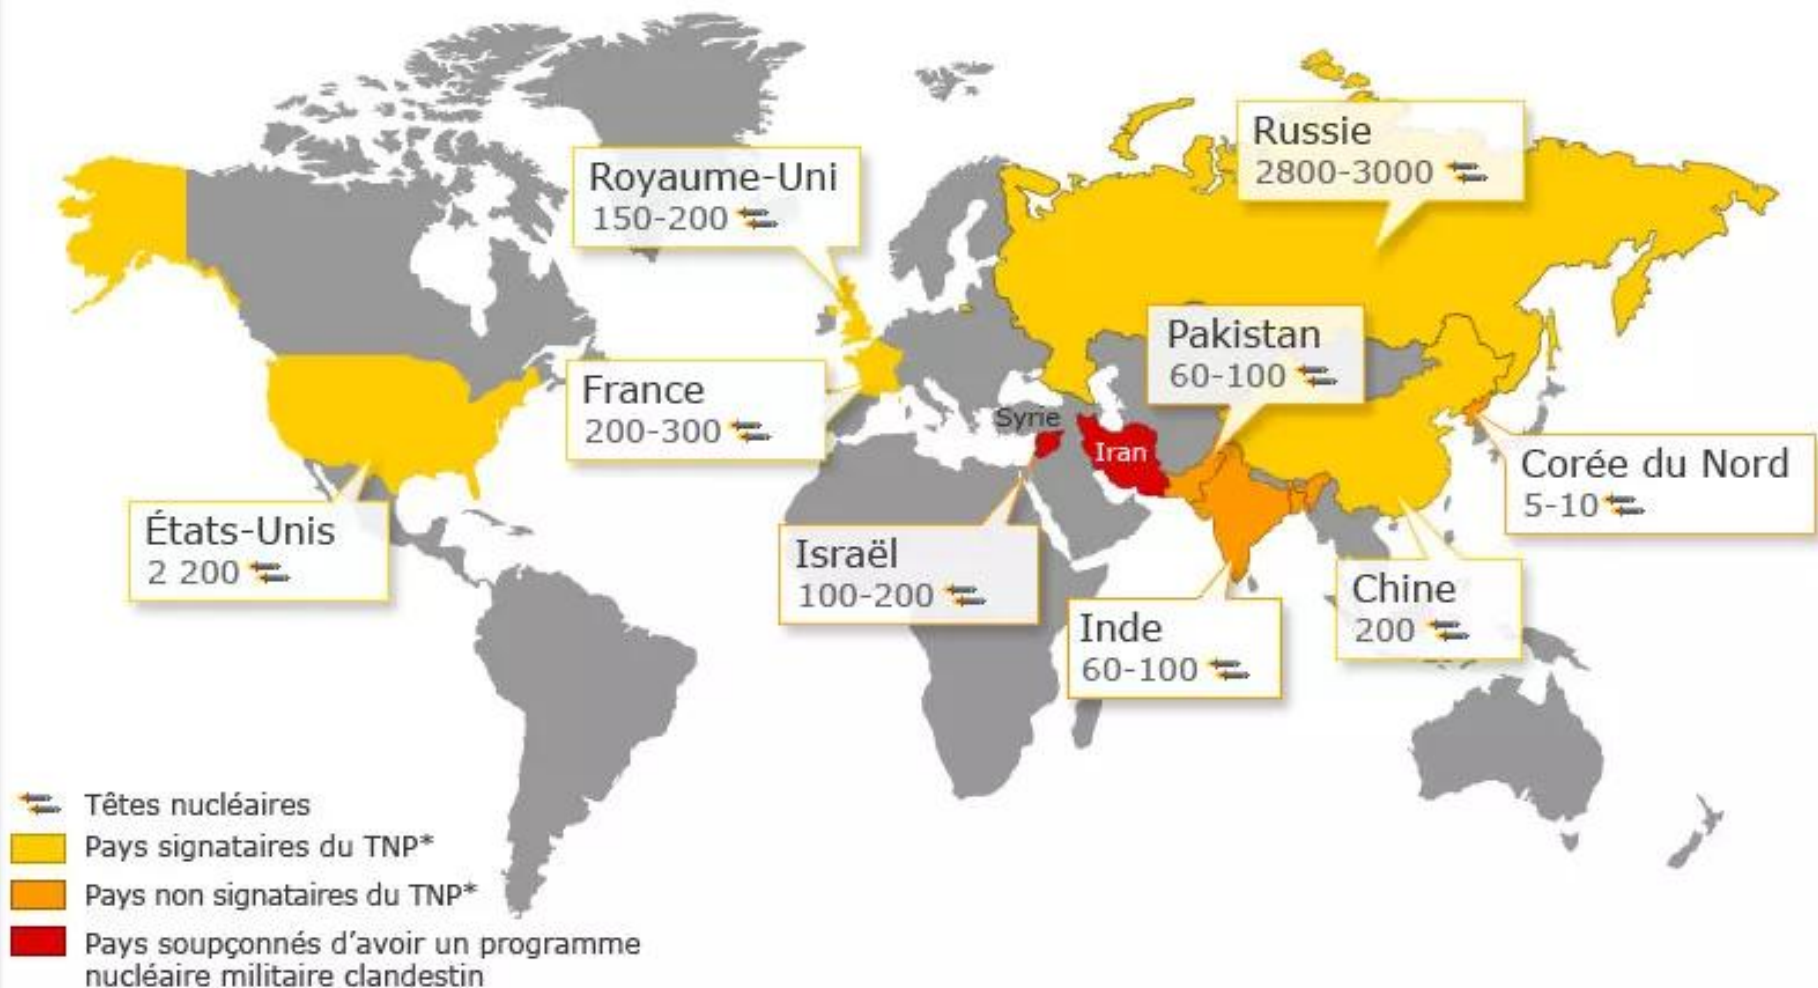 Russie
2800-3000
Royaume-Uni
150-200
Pakistan
60-100
France
200-300
Syrie
Iran
Corée du Nord
5-10
États-Unis
2 200
Israël
100-200
Chine
200
Inde
60-100
Têtes nucléaires
Pays signataires du TNP*
Pays non signataires du TNP*
Pays soupçonnés d'avoir un programme
nucléaire militaire clandestin